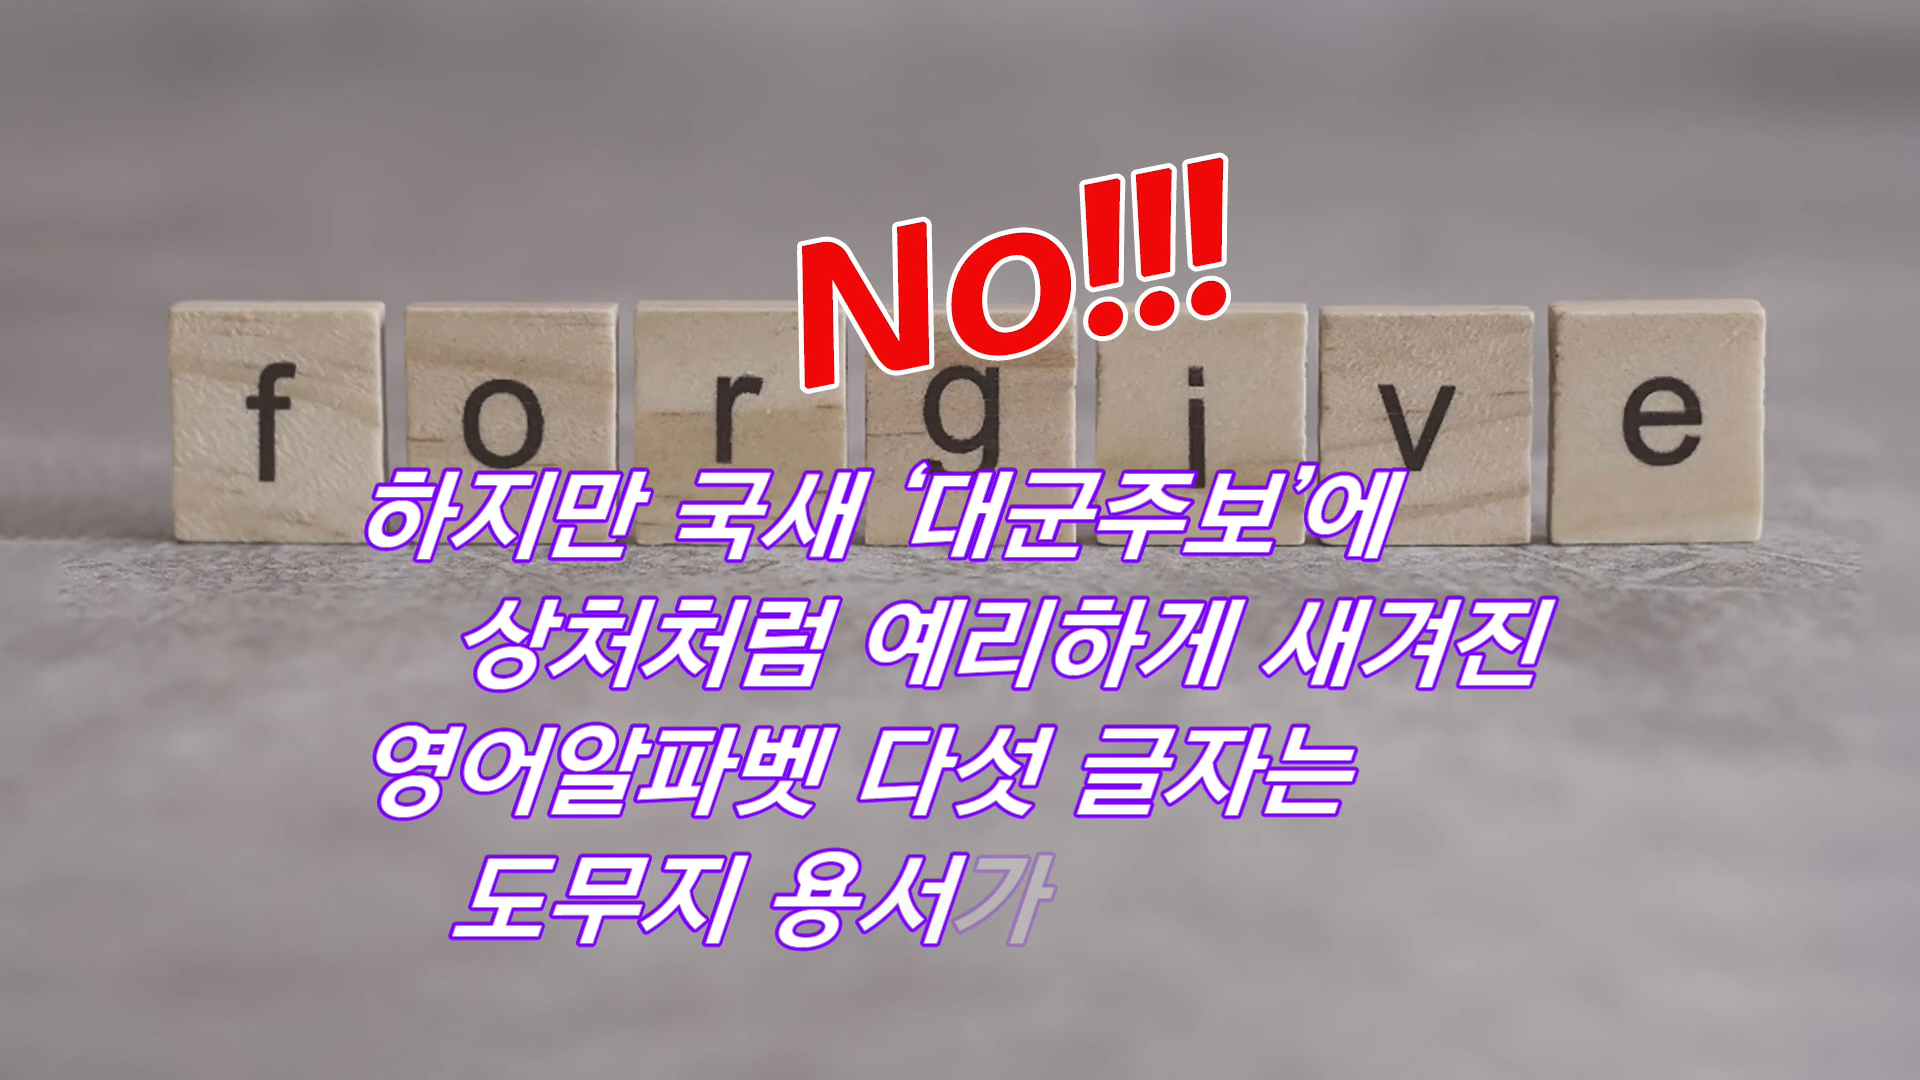 NO!!!
forgive
하지만 국새 ‘대군주보’에
상처처럼 예리하게 새겨진
영어알파벳 다섯 글자는
도무지 용서가